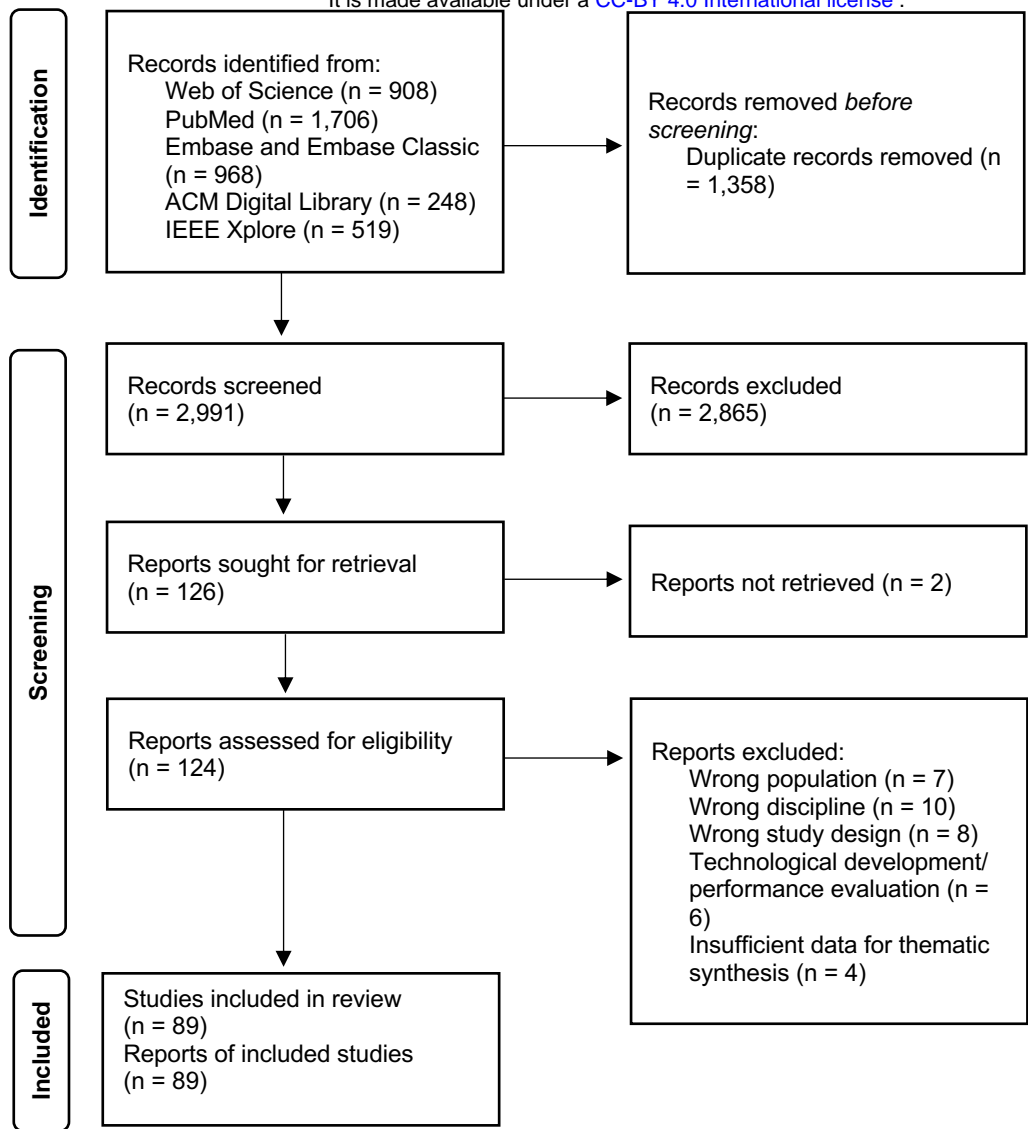 It is made available under a CC-BY 4.0 International license .
Identification
Records identified from:
Web of Science (n = 908)
PubMed (n = 1,706)
Embase and Embase Classic
(n = 968)
ACM Digital Library (n = 248)
IEEE Xplore (n = 519)
Records removed before
screening:
Duplicate records removed (n
= 1,358)
Screening
Records screened
(n = 2,991)
Records excluded
(n = 2,865)
Reports sought for retrieval
(n = 126)
Reports not retrieved (n = 2)
Reports assessed for eligibility
(n = 124)
Reports excluded:
Wrong population (n = 7)
Wrong discipline (n = 10)
Wrong study design (n = 8)
Technological development/
performance evaluation (n =
6)
Insufficient data for thematic
synthesis (n = 4)
Included
Studies included in review
(n = 89)
Reports of included studies
(n = 89)